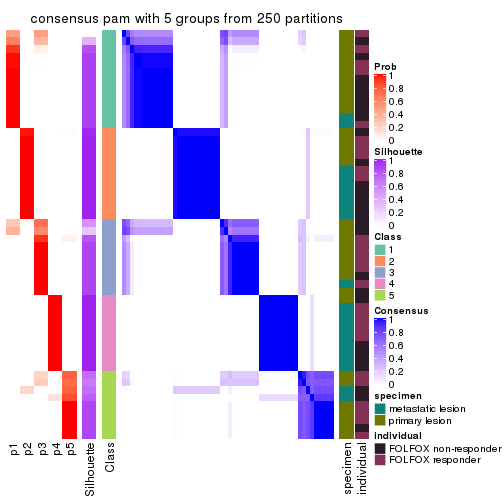 consensus pam with 5 groups from 250 partitions
Prob
1
0.8
0.6
0.4
0.2
0
Silhouette
1
0.8
0.6
0.4
0.2
0
Class
1
2
3
4
5
Consensus
1
0.8
0.6
0.4
0.2
0
specimen
metastatic lesion
primary lesion
individual
FOLFOX non-responder
FOLFOX responder
p1
p2
p3
p4
p5
Silhouette
Class
specimen
individual